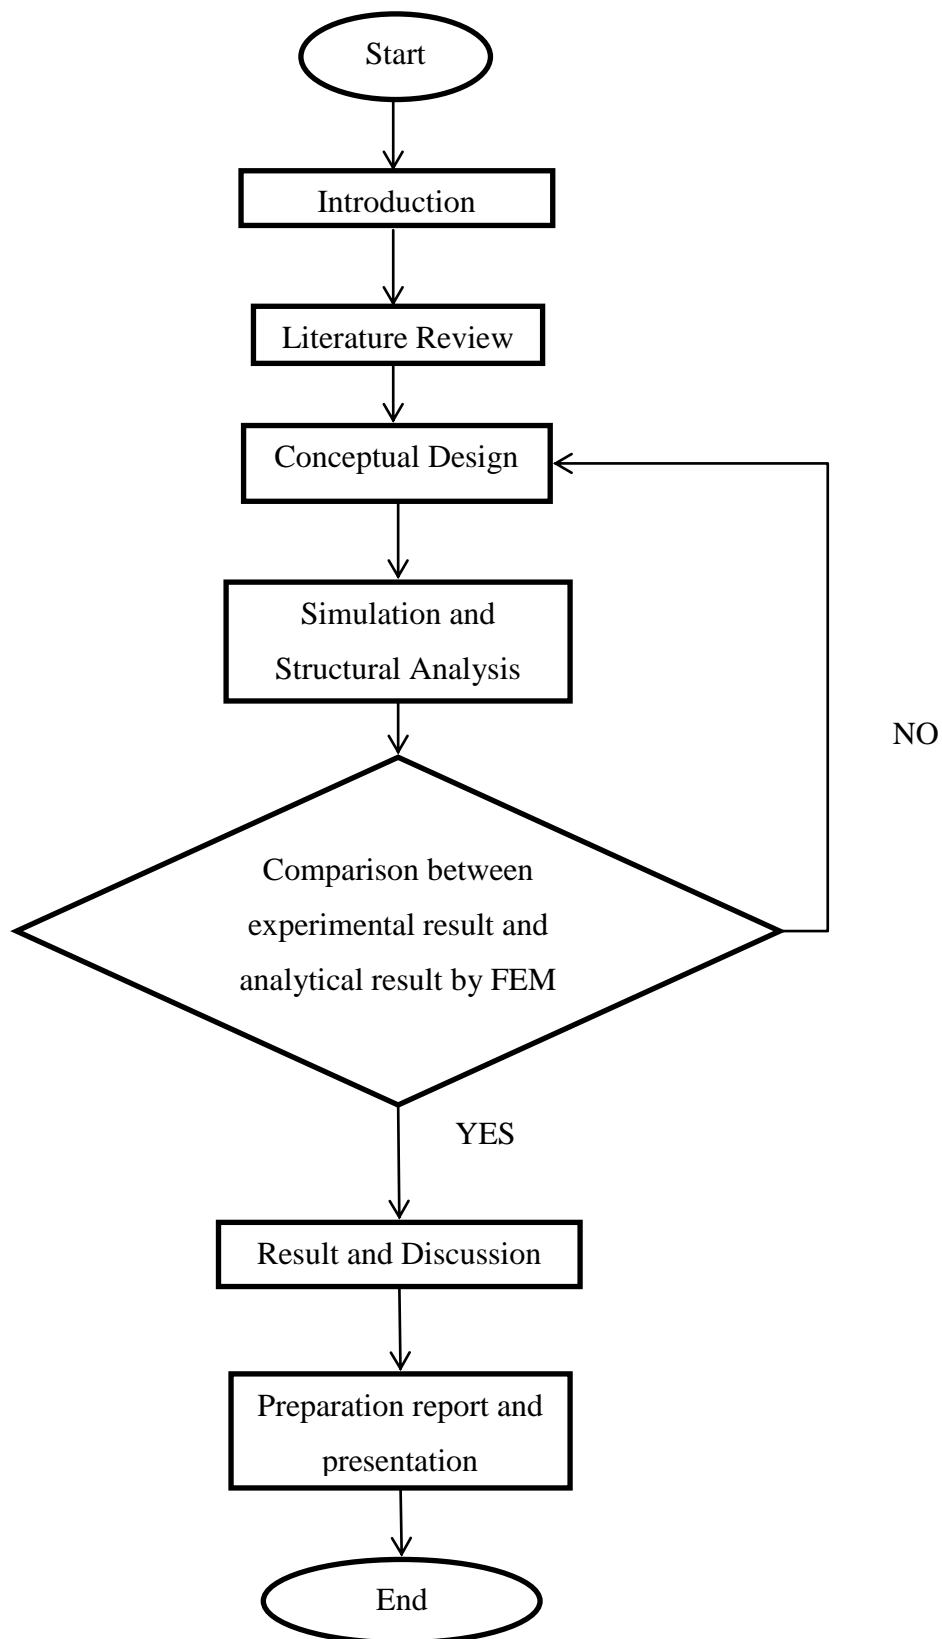 Start
Introduction
Literature Review
Conceptual Design
Simulation and
Structural Analysis
NO
Comparison between
experimental result and
analytical result by FEM
YES
Result and Discussion
Preparation report and
presentation
End